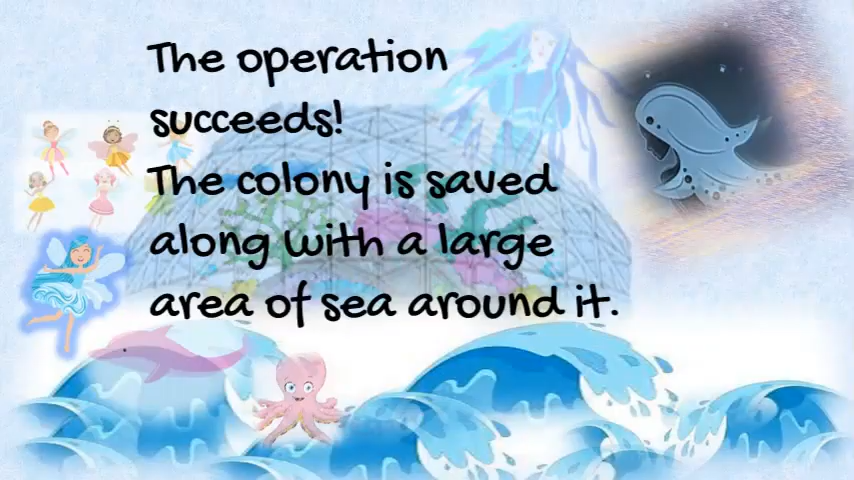 The operation
succeeds!
The colony is saved
along with a large
area of sea around it.